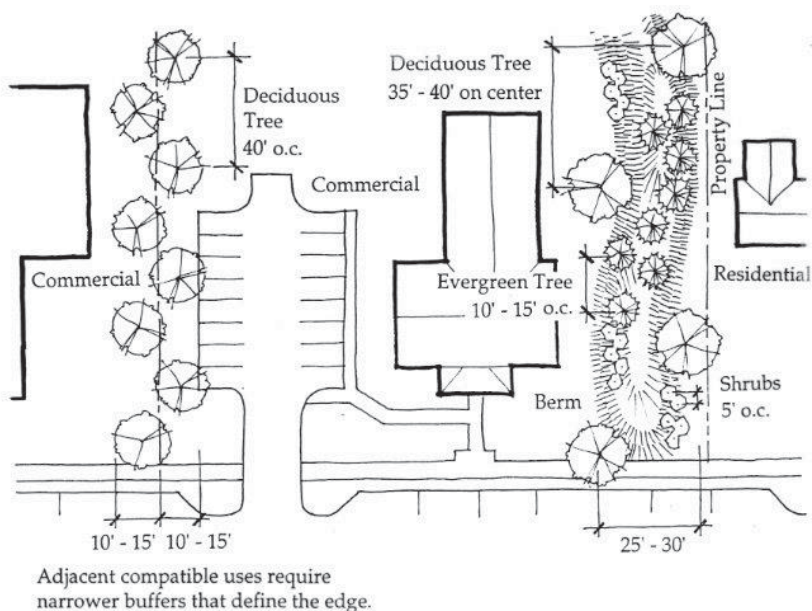 Deciduous
Tree
40' o.c.
Deciduous Tree
35' - 40' on center
Property Line
Commercial
Commercial
Evergreen Tree
10' - 15' o.c.
Residential
Berm
Shrubs
5' o.c.
10' - 15'
10' - 15'
25' - 30'
Adjacent compatible uses require
narrower buffers that define the edge.